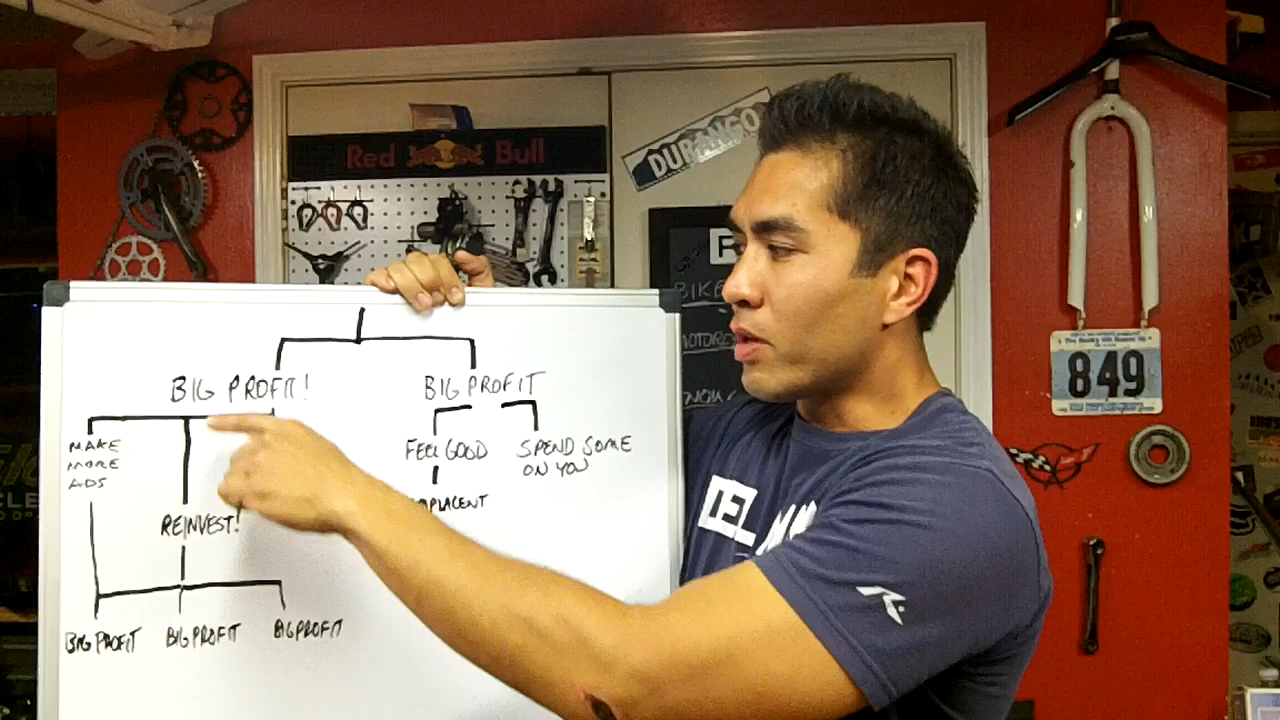 Red Bull
DURANGO
BIKE
849
BIG PROFIT!
BIG PROFIT
MAKE
MORE
ADS
FEEL GOOD
SPEND SOME
ON YOU
REINVEST!
BIG PROFIT
BIG PROFIT
BIG PROFIT